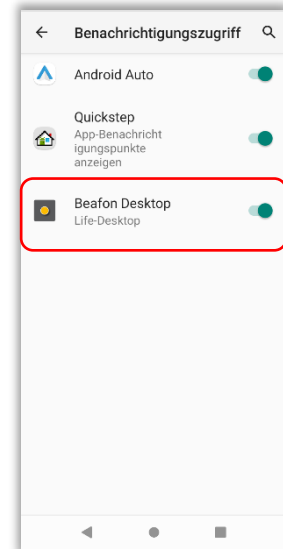 Benachrichtigungszugriff
Android Auto
Quickstep
App-Benachricht
igungspunkte
anzeigen
Beafon Desktop
Life-Desktop